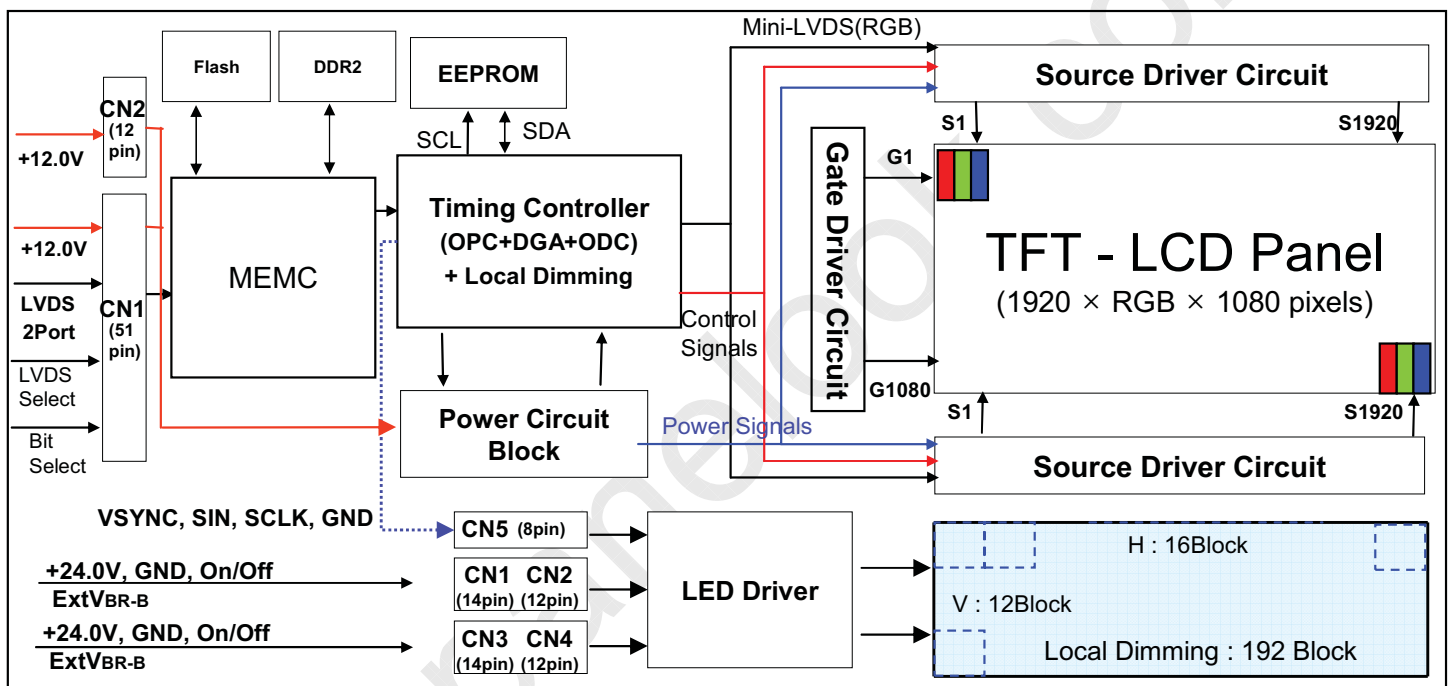 Mini-LVDS(RGB)
Flash
DDR2
EEPROM
Source Driver Circuit
CN2
(12
pin)
+12.0V
SCL
SDA
S1
S1920
G1
Gate Driver Circuit
Timing Controller
(OPC+DGA+ODC)
+ Local Dimming
MEMC
TFT - LCD Panel
(1920 × RGB × 1080 pixels)
+12.0V
LVDS
2Port
CN1
(51
pin)
LVDS
Select
Bit
Select
Control
Signals
G1080
S1
S1920
Power Circuit
Block
Power Signals
Source Driver Circuit
VSYNC, SIN, SCLK, GND
CN5 (8pin)
+24.0V, GND, On/Off
ExtVBR-B
CN1 CN2
(14pin) (12pin)
+24.0V, GND, On/Off
ExtVBR-B
CN3 CN4
(14pin) (12pin)
LED Driver
H : 16Block
V : 12Block
Local Dimming : 192 Block